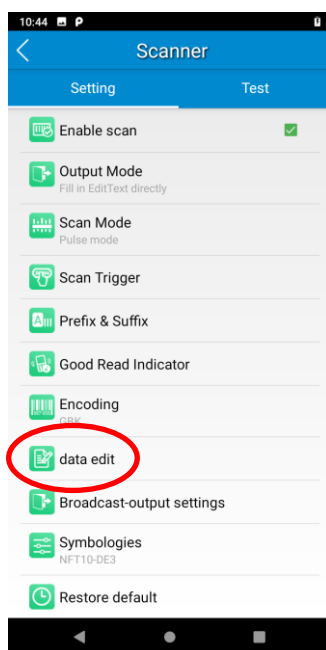 10:44
Scanner
Setting
Test
Enable scan
Output Mode
Fill in EditText directly
Scan Mode
Pulse mode
Scan Trigger
Prefix & Suffix
Good Read Indicator
Encoding
GBK
data edit
Broadcast-output settings
Symbologies
NFT10-DE3
Restore default